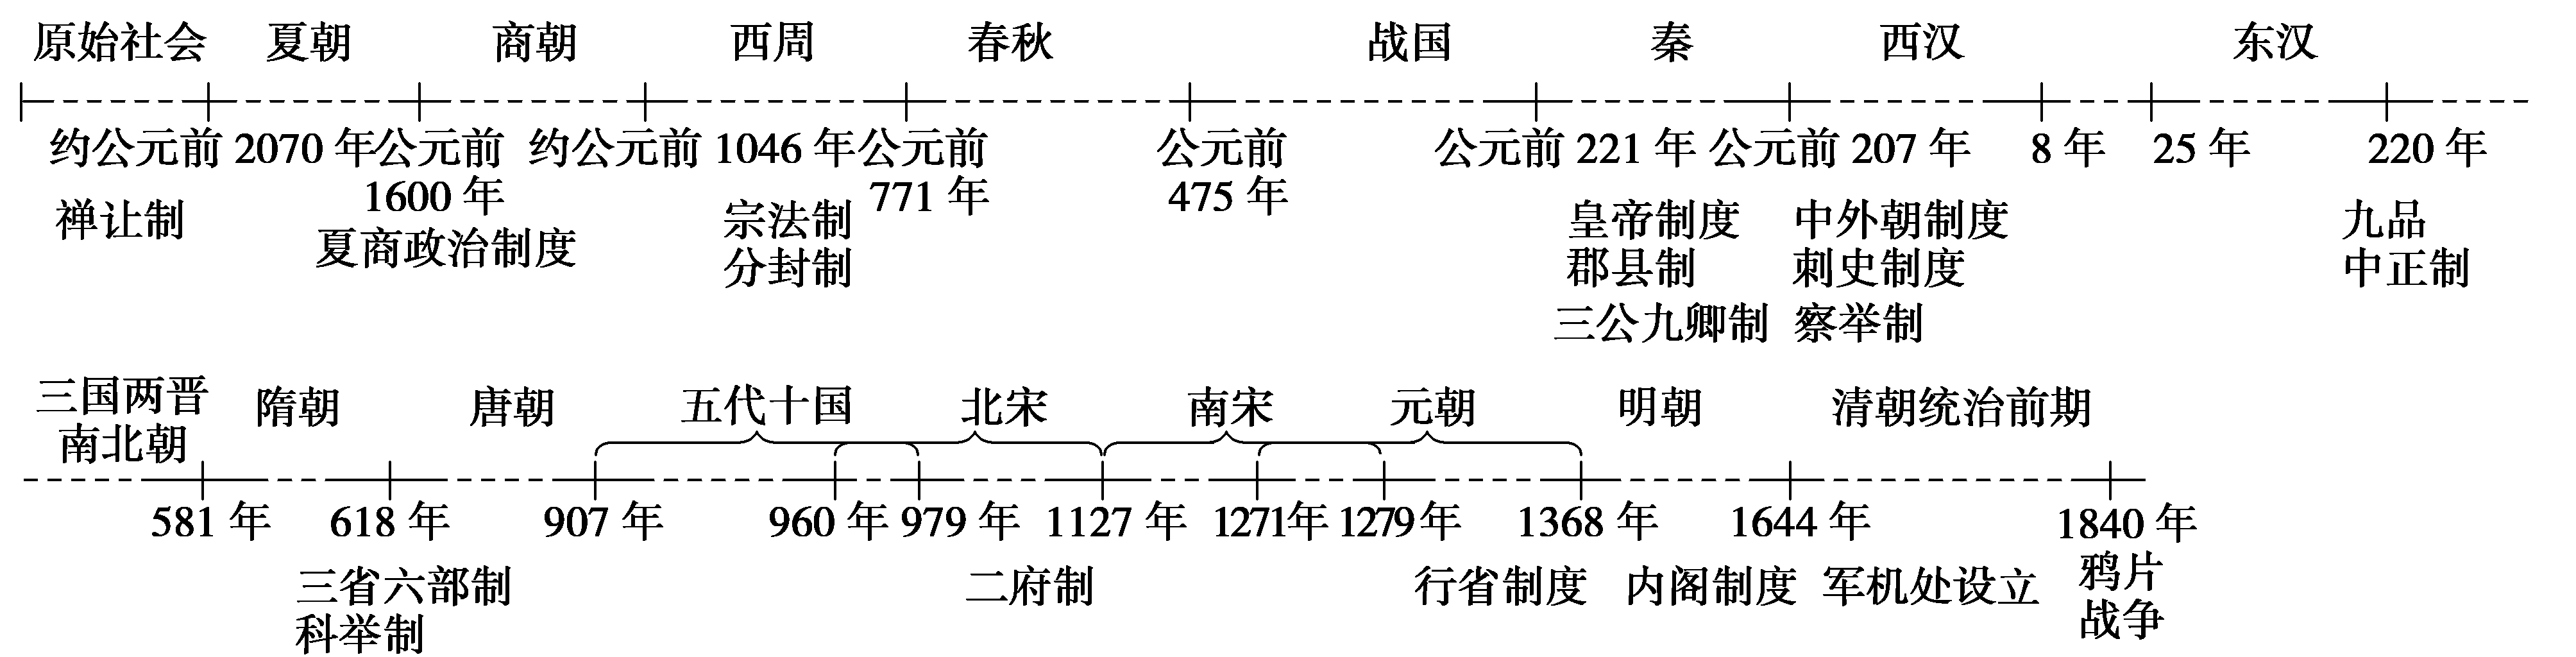 原始社会 夏朝 商朝 西周 春秋 战国 秦 西汉 东汉
约公元前 2070 年 公元前 约公元前 1046 年 公元前 公元前 公元前 221 年 公元前 207 年 8 年 25 年 220 年
1600 年 771 年 475 年
禅让制 宗法制 皇帝制度 中外朝制度 九品
夏商政治制度 分封制 郡县制 刺史制度 中正制
三公九卿制 察举制
三国两晋 隋朝 唐朝 五代十国 北宋 南宋 元朝 明朝 清朝统治前期
南北朝
581 年 618 年 907 年 960 年 979 年 1127 年 1271年 1279年 1368 年 1644 年 1840 年
三省六部制 二府制 行省制度 内阁制度 军机处设立 鸦片
科举制 战争